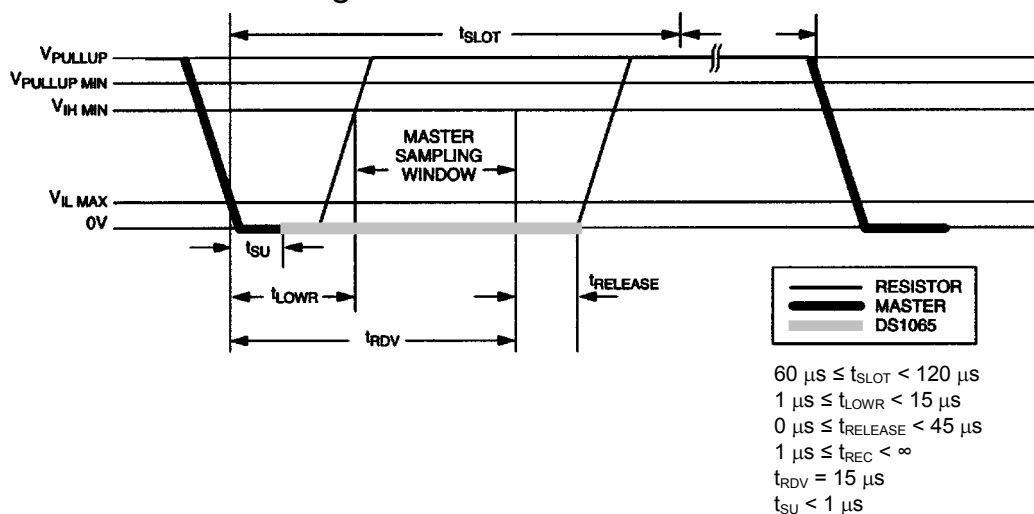 tSLOT
VPULLUP
VPULLUP MIN
VIH MIN
MASTER
SAMPLING
WINDOW
VIL MAX
0V
tSU
tLOWR
tRELEASE
tRDV
RESISTOR
MASTER
DS1065
60 μs ≤ tSLOT < 120 μs
1 μs ≤ tLOWR < 15 μs
0 μs ≤ tRELEASE < 45 μs
1 μs ≤ tREC < ∞
tRDV = 15 μs
tSU < 1 μs